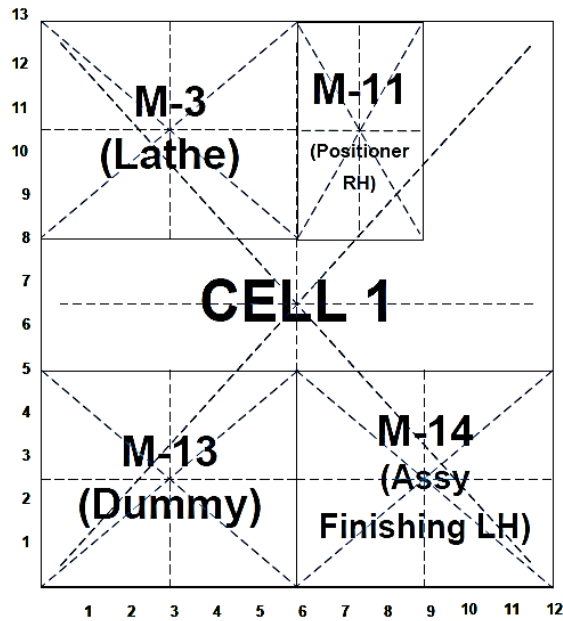 13
12
11
10
9
8
7
6
5
4
3
2
1
M-3
(Lathe)
M-11
(Positioner
RH)
CELL 1
M-13
(Dummy)
M-14
(Assy
Finishing LH)
1 2 3 4 5 6 7 8 9 10 11 12